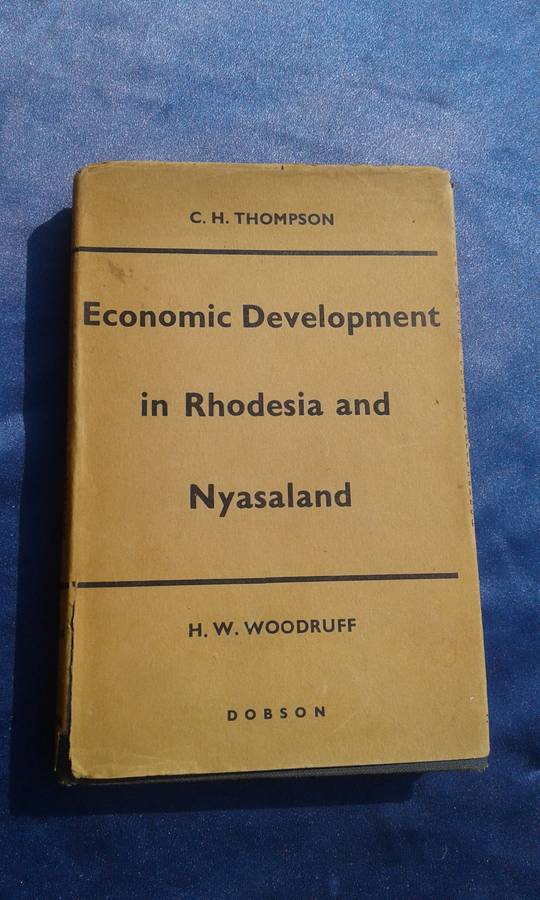 C. H. THOMPSON
Economic Development
in Rhodesia and
Nyasaland
H. W. WOODRUFF
DOBSON